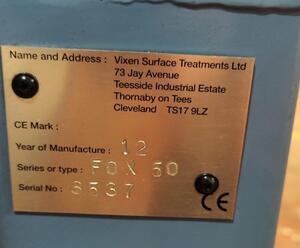 Name and Address : Vixen Surface Treatments Ltd
73 Jay Avenue
Teesside Industrial Estate
Thornaby on Tees
Cleveland TS17 9LZ
CE Mark :
Year of Manufacture : 12
Series or type : FOX 50
Serial No : 8537
CE